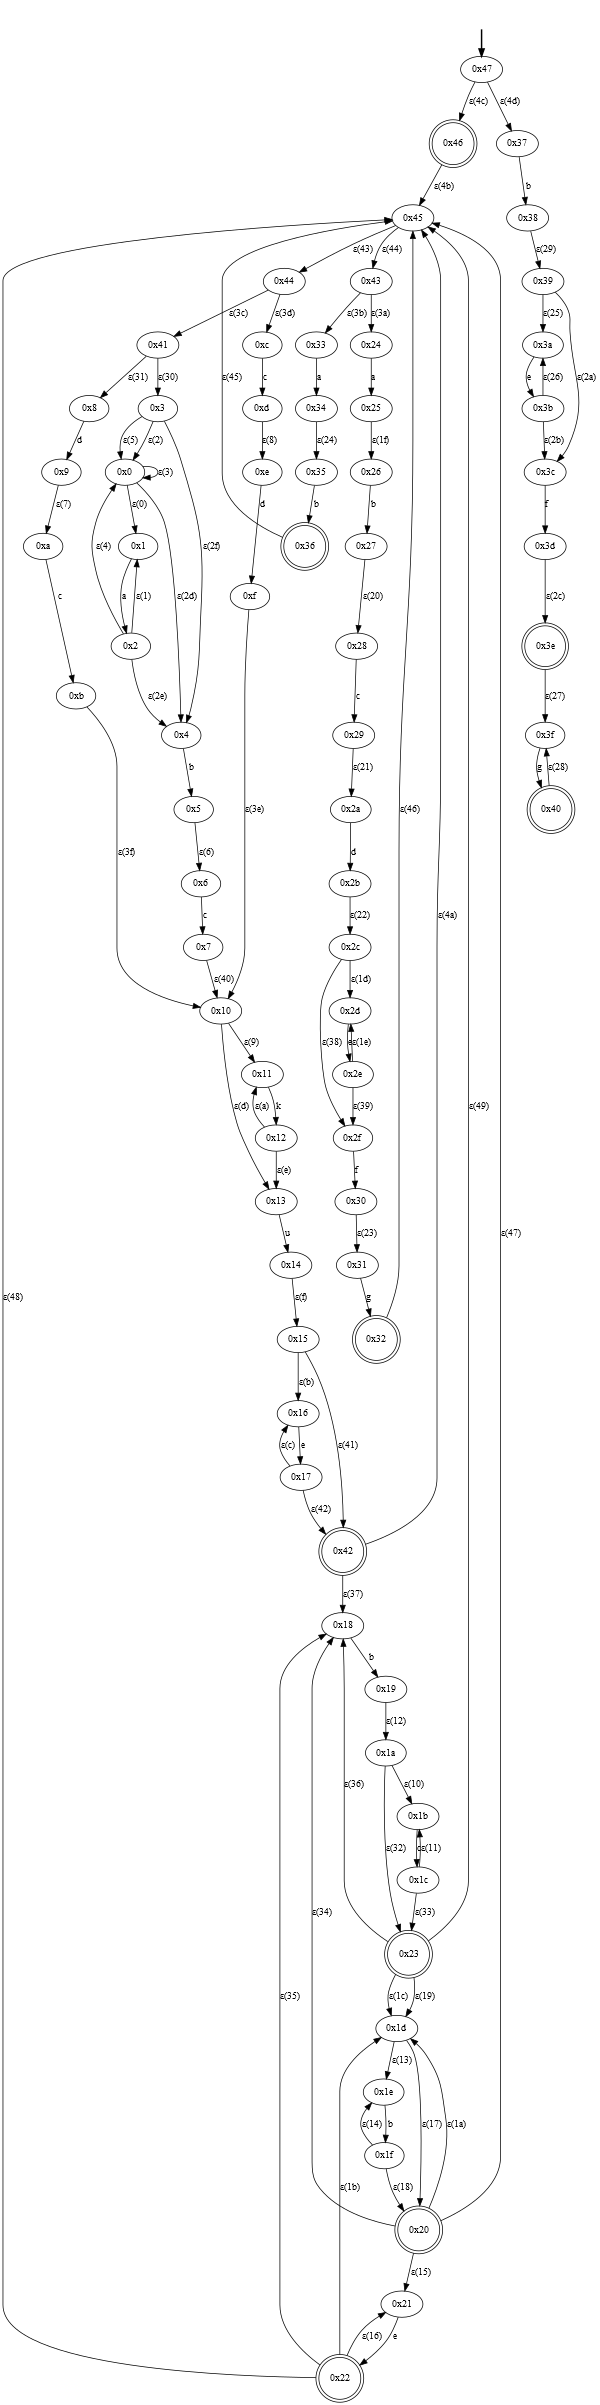 0x47
ε(4c) ε(4d)
0x46 0x37
ε(4b) b
0x45 0x38
ε(43) ε(44) ε(29)
0x44 0x43 0x39
ε(3c) ε(3d) ε(3b) ε(3a) ε(25)
0x41 0xc 0x33 0x24 0x3a
ε(31) ε(30) c ε(45) a a e ε(26) ε(2a)
0x8 0x3 0xd 0x34 0x25 0x3b
d ε(5) ε(2) ε(8) ε(24) ε(1f) ε(2b)
0x9 0x0 ε(3) 0xe 0x35 0x26 0x3c
ε(7) ε(0) d b b f
0xa 0x1 ε(4) ε(2f) 0x36 0x27 0x3d
c a ε(1) ε(2d) 0xf ε(20) ε(2c)
0x2 0x28 0x3e
0xb ε(2e) c ε(27)
0x4 0x29 0x3f
b ε(21) g ε(28)
0x5 0x2a 0x40
ε(3f) ε(6) ε(3e) d ε(46)
0x6 0x2b
c ε(22) ε(4a)
0x7 0x2c
ε(40) ε(1d)
0x10 0x2d
ε(9) ε(38) e ε(1e)
0x11 0x2e
ε(d) ε(a) k ε(39)
0x12 0x2f
ε(e) f
0x13 0x30
u ε(23) ε(47)
0x14 0x31
ε(48) ε(f) g
0x15 0x32
ε(b)
0x16
ε(c) e ε(41)
0x17
ε(42)
0x42
ε(37)
0x18
b ε(49)
0x19
ε(12)
0x1a
ε(36) ε(10)
0x1b
ε(32) c ε(11)
0x1c
ε(34) ε(33)
0x23
ε(35) ε(1c) ε(19)
0x1d
ε(13)
0x1e
ε(14) b ε(17) ε(1a)
0x1f
ε(1b) ε(18)
0x20
ε(15)
0x21
ε(16) e
0x22